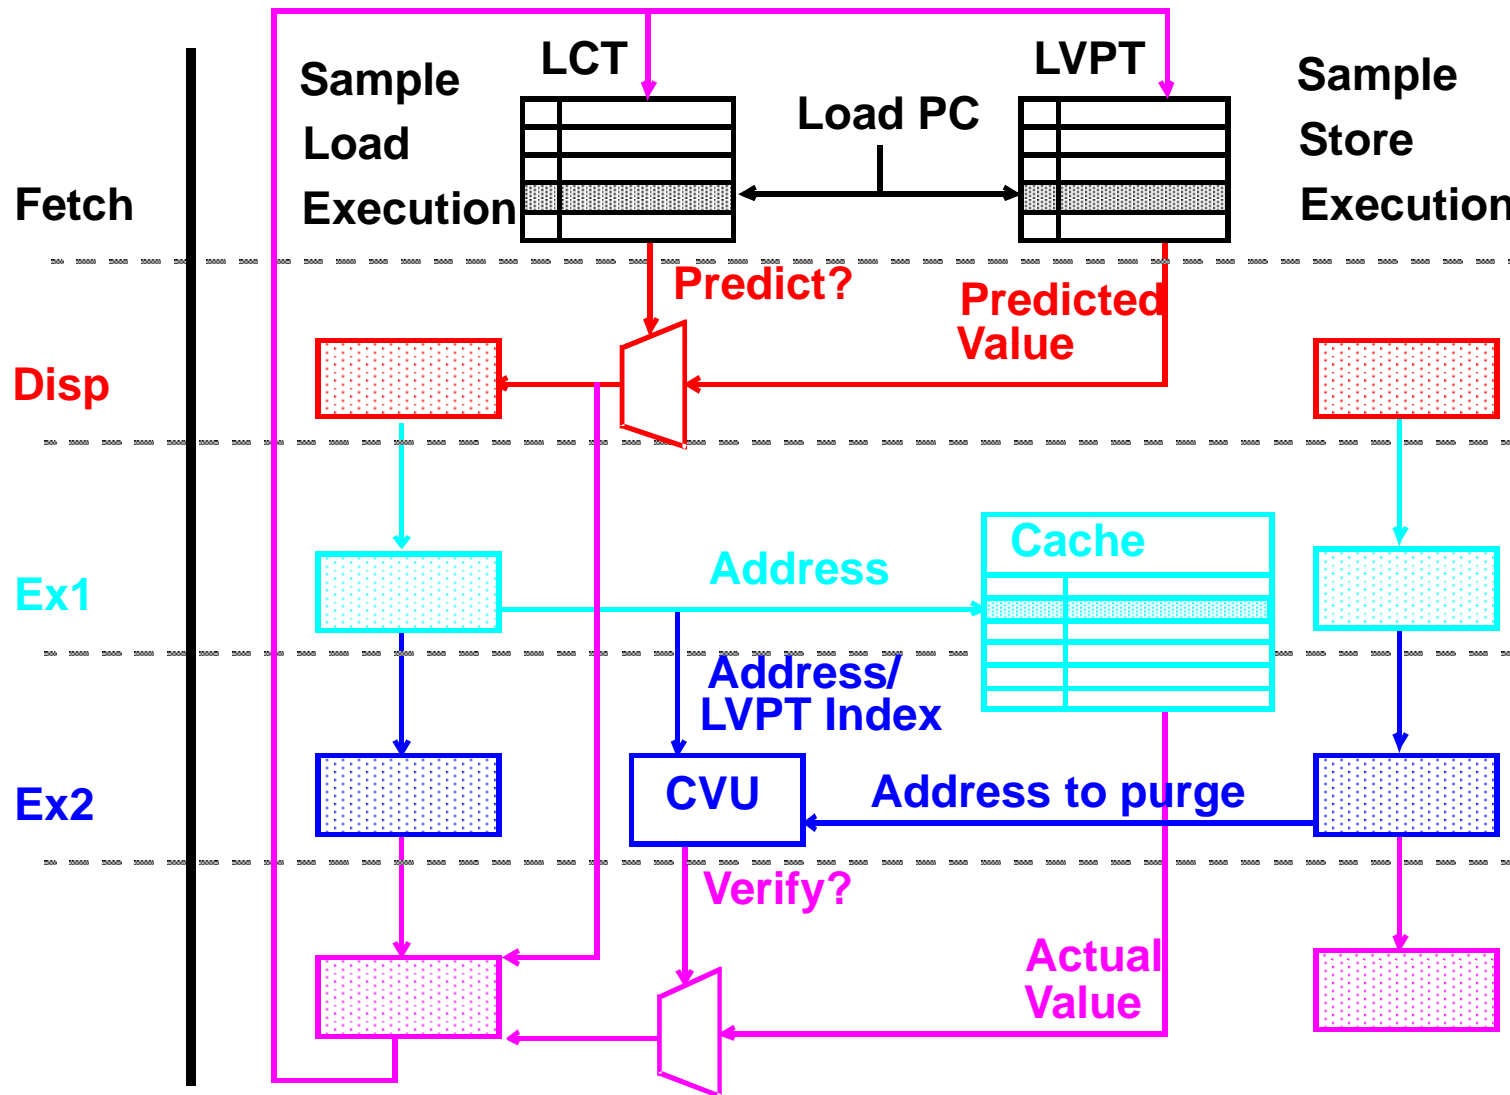 LCT
LVPT
Sample
Load
Execution
Load PC
Sample
Store
Execution
Fetch
Predict?
Predicted
Value
Disp
Cache
Address
Ex1
Address/
LVPT Index
CVU
Address to purge
Ex2
Verify?
Actual
Value